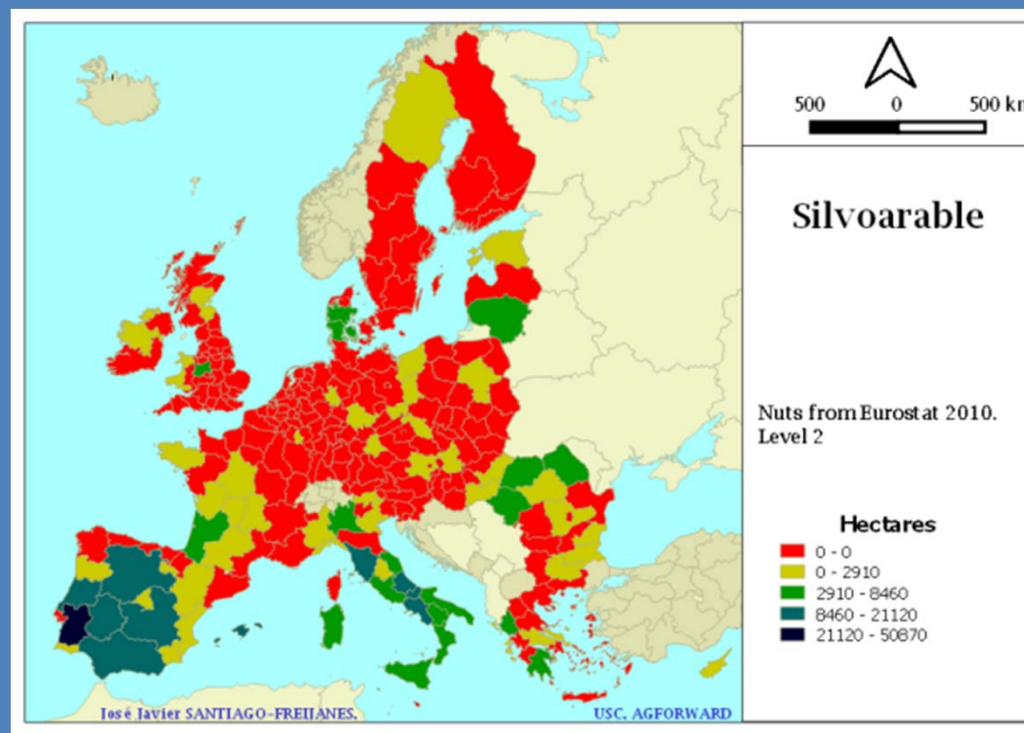 500 0 500 km
Silvoarable
Nuts from Eurostat 2010.
Level 2
Hectares
0 - 0
0 - 2910
2910 - 8460
8460 - 21120
21120 - 50870
José Javier SANTIAGO-FREIJANES.
USC. AGFORWARD